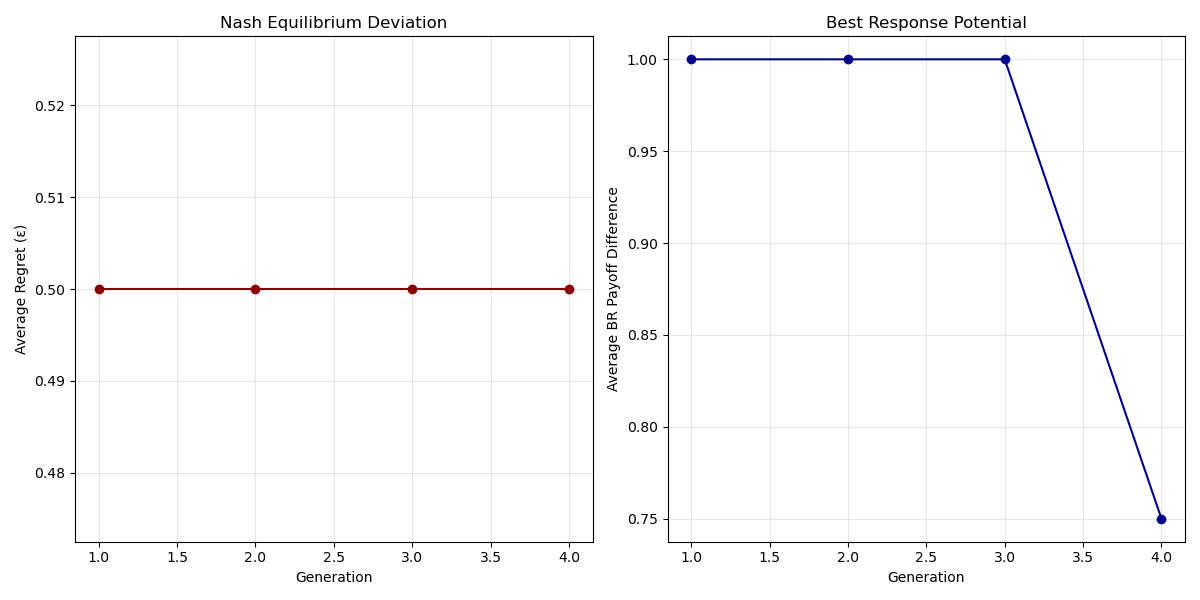 Nash Equilibrium Deviation
Average Regret (ε)
0.52
0.51
0.50
0.49
0.48
1.0 1.5 2.0 2.5 3.0 3.5 4.0
Generation
Best Response Potential
Average BR Payoff Difference
1.00
0.95
0.90
0.85
0.80
0.75
1.0 1.5 2.0 2.5 3.0 3.5 4.0
Generation